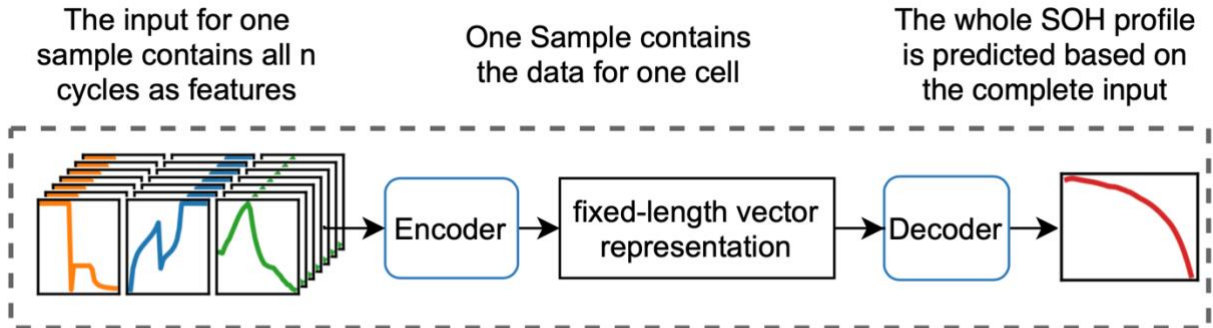 The input for one
sample contains all n
cycles as features
One Sample contains
the data for one cell
The whole SOH profile
is predicted based on
the complete input
Encoder
fixed-length vector
representation
Decoder